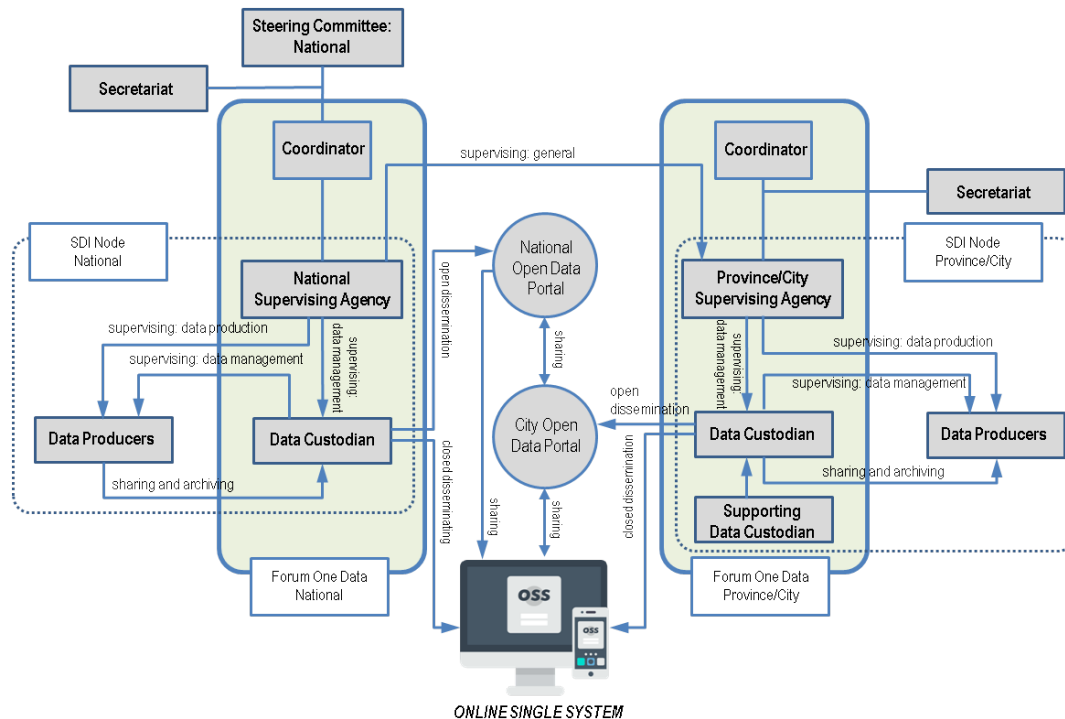 Steering Committee:
National
Secretariat
Coordinator
Coordinator
supervising: general
Secretariat
SDI Node
National
SDI Node
Province/City
National
Open Data
Portal
National
Supervising Agency
Province/City
Supervising Agency
open dissemination
supervising: data production
supervising: data management
supervising:
data management
sharing
supervising:
data management
supervising: data production
supervising: data management
open
dissemination
City Open
Data Portal
Data Producers
Data Custodian
Data Custodian
Data Producers
sharing and archiving
sharing and archiving
closed disseminating
sharing
sharing
closed dissemination
Supporting
Data Custodian
Forum One Data
National
Forum One Data
Province/City
OSS
OSS
ONLINE SINGLE SYSTEM